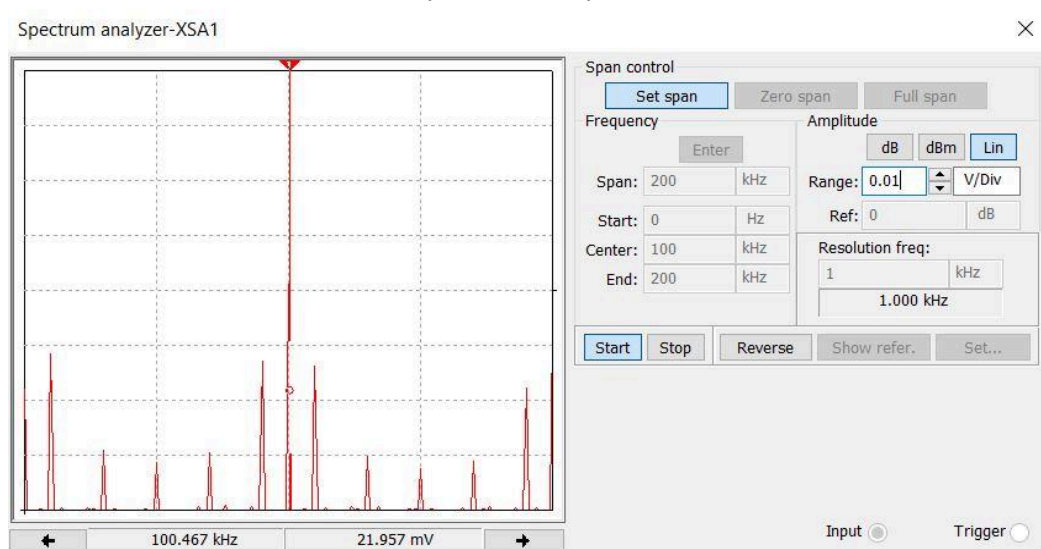 Spectrum analyzer-XSA1
1
Span control
Set span Zero span Full span
Frequency
Enter
Span: 200 kHz
Start: 0 Hz
Center: 100 kHz
End: 200 kHz
Amplitude
dB dBm Lin
Range: 0.01 V/Div
Ref: 0 dB
Resolution freq:
1 kHz
1.000 kHz
Start Stop Reverse Show refer. Set...
100.467 kHz 21.957 mV
Input Trigger